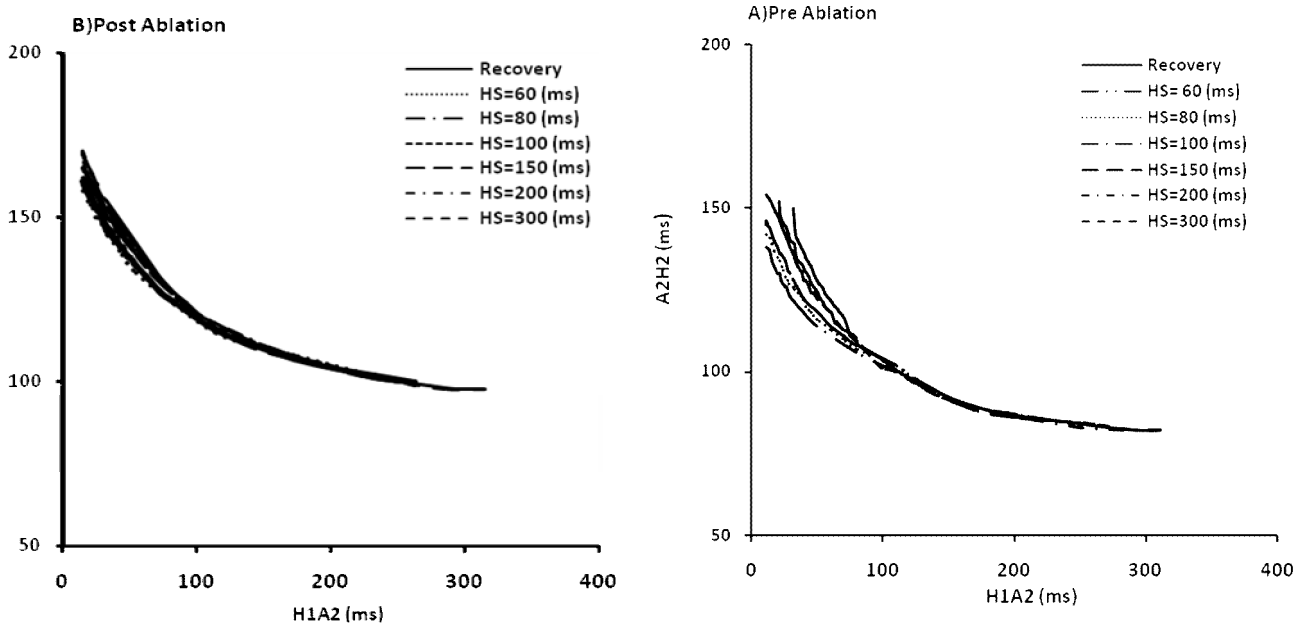 B)Post Ablation
200
150
100
50
0
100
200
300
400
H1A2 (ms)
Recovery
HS=60 (ms)
HS=80 (ms)
HS=100 (ms)
HS=150 (ms)
HS=200 (ms)
HS=300 (ms)
A)Pre Ablation
200
150
100
50
A2H2 (ms)
0
100
200
300
400
H1A2 (ms)
Recovery
HS= 60 (ms)
HS=80 (ms)
HS=100 (ms)
HS=150 (ms)
HS=200 (ms)
HS=300 (ms)